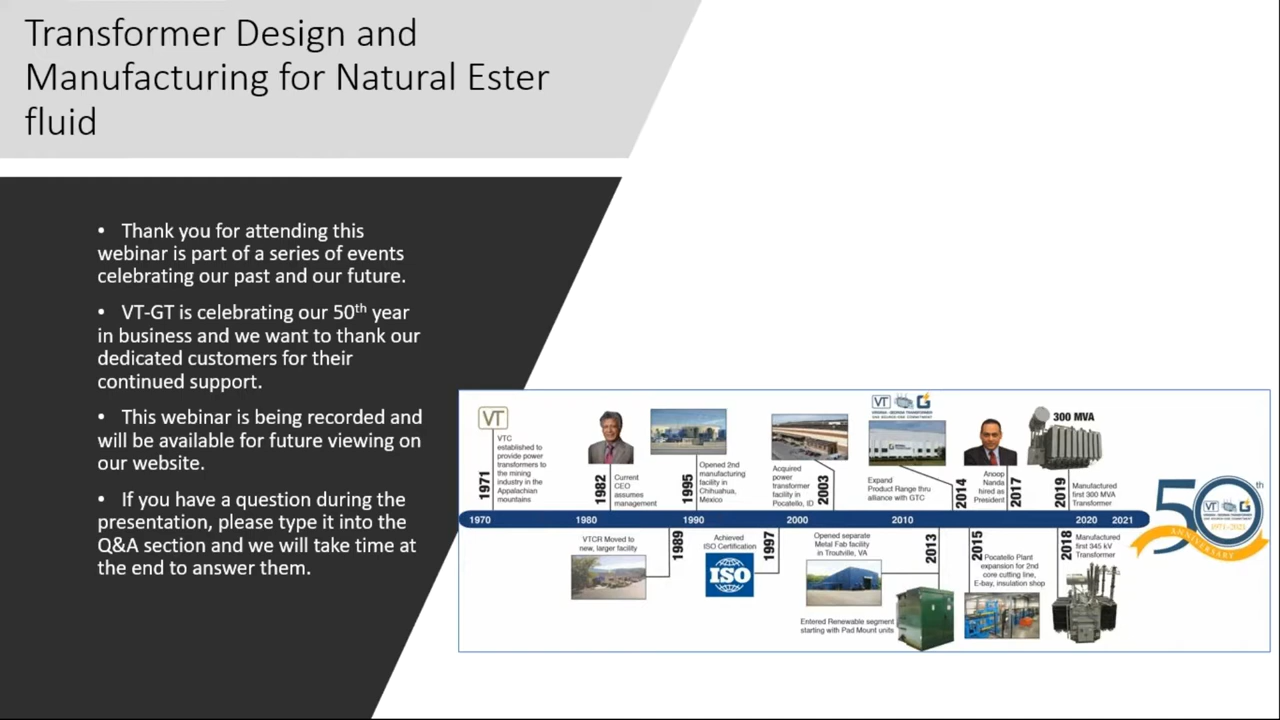 Transformer Design and
Manufacturing for Natural Ester
fluid
• Thank you for attending this
webinar is part of a series of events
celebrating our past and our future.
• VT-GT is celebrating our 50th year
in business and we want to thank our
dedicated customers for their
continued support.
• This webinar is being recorded and
will be available for future viewing on
our website.
• If you have a question during the
presentation, please type it into the
Q&A section and we will take time at
the end to answer them.
VT
1971
VTC
established to
provide power
transformers to
the mining
industry in the
Appalachian
mountains
1982
Current
CEO
assumes
management
1995
Opened 2nd
manufacturing
facility in
Chihuahua,
Mexico
Acquired
power
transformer
facility in
Pocatello, ID
2003
VT
VIRGINIA - GEORGIA TRANSFORMER
Expand
Product Range thru
alliance with GTC
2014
Anoop
Nanda
hired as
President
2017
300 MVA
2019
Manufactured
first 300 MVA
Transformer
1970
1980
1990
2000
2010
2020
2021
VTCR Moved to
new, larger facility
1989
Achieved
ISO Certification
ISO
1997
Opened separate
Metal Fab facility
in Troutville, VA
Entered Renewable segment
starting with Pad Mount units
2013
2015
Pocatello Plant
expansion for 2nd
core cutting line,
E-bay, insulation shop
2018
Manufactured
first 345 kV
Transformer
50th
VT
1971-2021
ANNIVERSARY